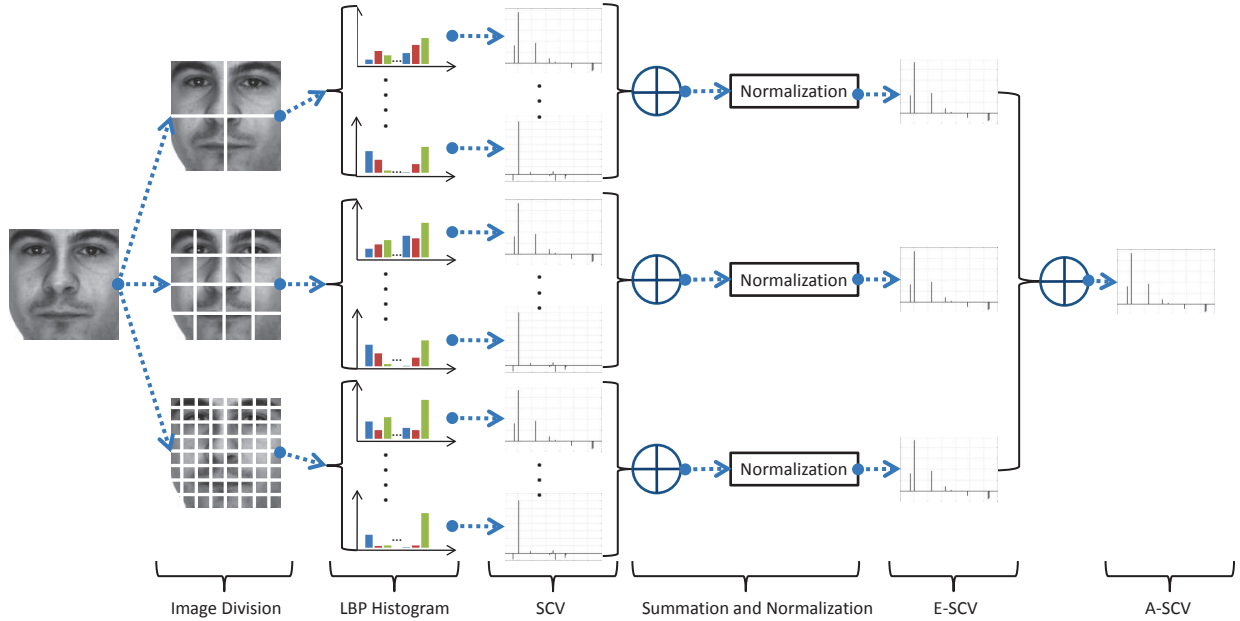 Normalization
Normalization
Normalization
Image Division
LBP Histogram
SCV
Summation and Normalization
E-SCV
A-SCV